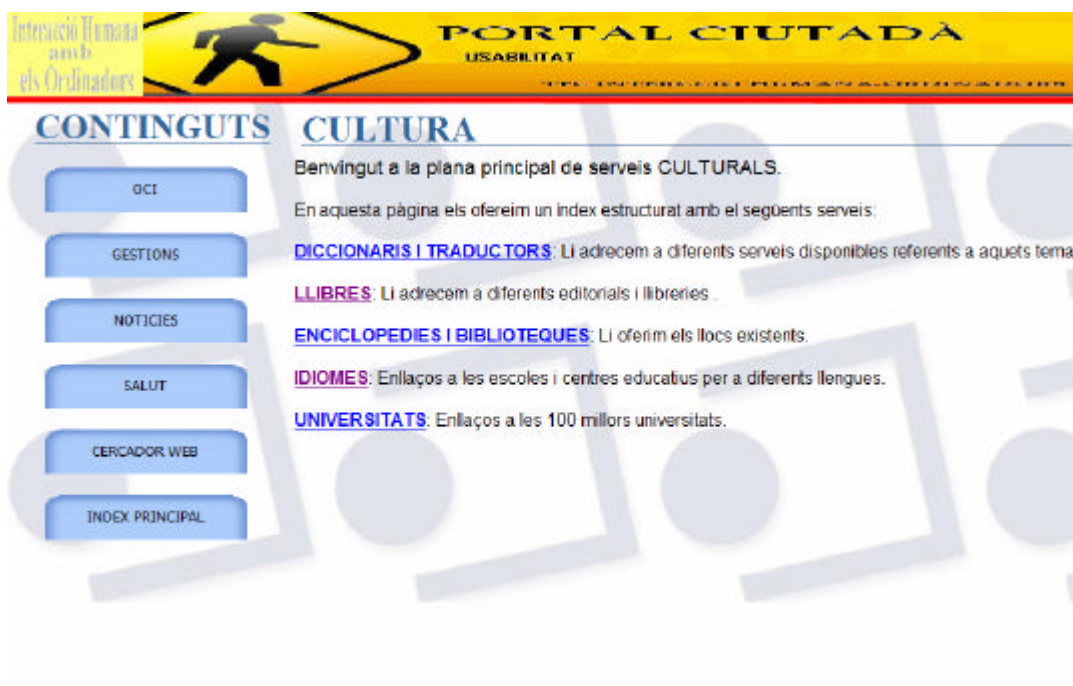 Interacció Humana
amb
els Ordinadors
PORTAL CIUTADÀ
USABILITAT
CONTINGUTS
OCI
GESTIONS
NOTICIES
SALUT
CERCADOR WEB
INDEX PRINCIPAL
CULTURA
Benvingut a la plana principal de serveis CULTURALS.
En aquesta pàgina els ofereim un index estructurat amb el següents serveis:
DICCIONARIS I TRADUCTORS: Li adrecem a diferents serveis disponibles referents a aquets tema
LLIBRES: Li adrecem a diferents editorials i llibreries .
ENCICLOPEDIES I BIBLIOTEQUES: Li oferim els llocs existents.
IDIOMES: Enllaços a les escoles i centres educatius per a diferents llengues.
UNIVERSITATS: Enllaços a les 100 millors universitats.